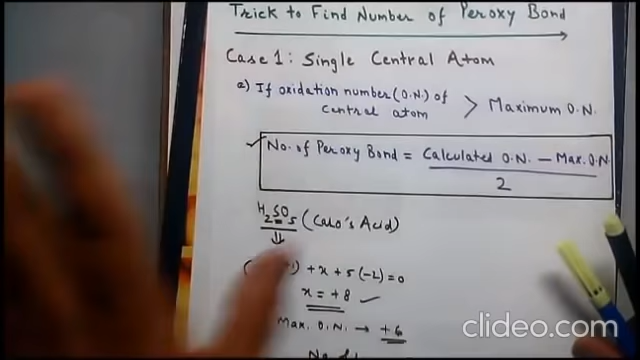 Trick to Find Number of Peroxy Bond
Case 1: Single Central Atom
a) If oxidation number (O.N.) of central atom > Maximum O.N.
✓ No. of Peroxy Bond = Calculated O.N. – Max. O.N. / 2
H₂SO₅ (Caro's Acid)
⇓
+ x + 5(-2) = 0
x = +8 ✓
Max. O.N. → +6
clideo.com